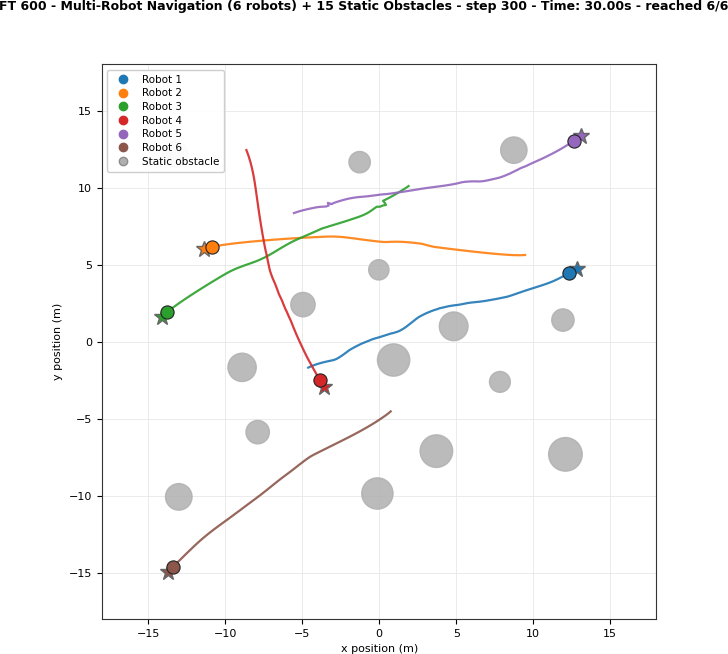 FT 600 - Multi-Robot Navigation (6 robots) + 15 Static Obstacles - step 300 - Time: 30.00s - reached 6/6
Robot 1
Robot 2
Robot 3
Robot 4
Robot 5
Robot 6
Static obstacle
y position (m)
15
10
5
0
−5
−10
−15
−15
−10
−5
0
5
10
15
x position (m)